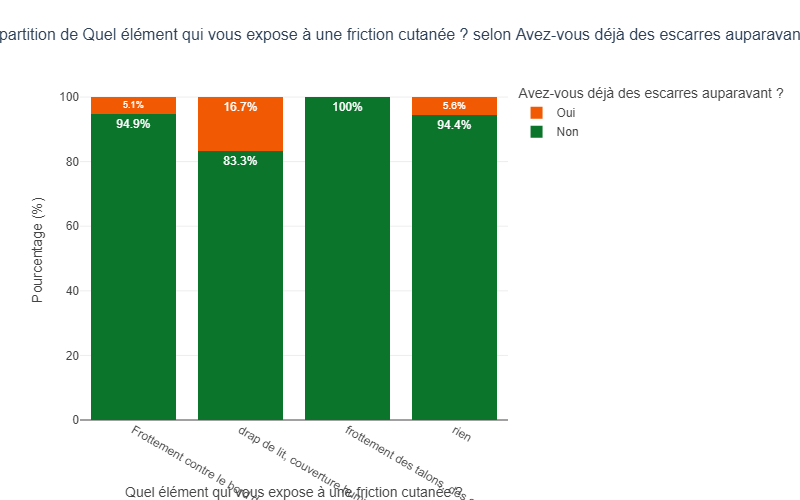 partition de Quel élément qui vous expose à une friction cutanée ? selon Avez-vous déjà des escarres auparavan
Avez-vous déjà des escarres auparavant ?
Oui
Non
Pourcentage (%)
100
80
60
40
20
0
5.1%
94.9%
16.7%
83.3%
100%
5.6%
94.4%
Frottement contre le bord
drap de lit, couverture
frottement des talons,
rien
Quel élément qui vous expose à une friction cutanée ?